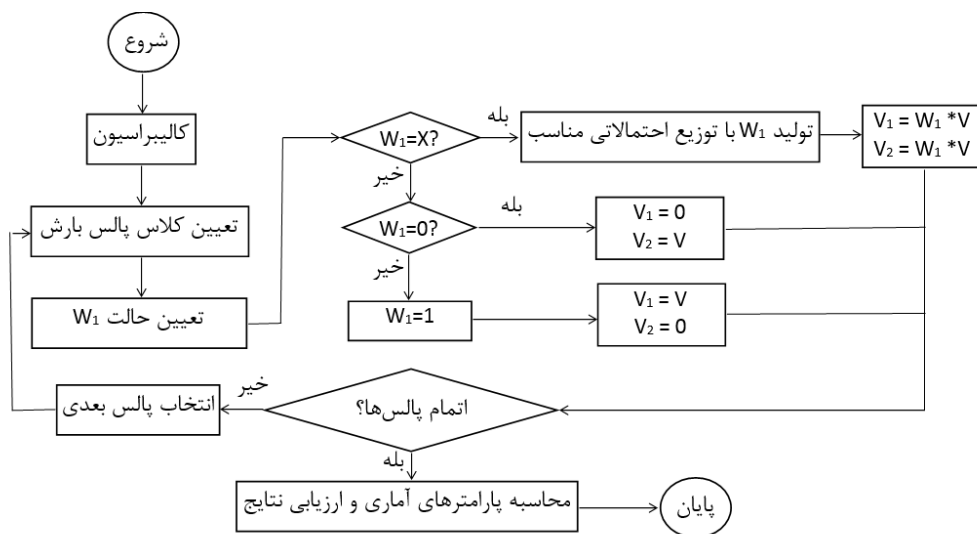 شروع
کالیبراسیون
تعیین کلاس پالس بارش
تعیین حالت W₁
W₁=X?
بله
خیر
تولید W₁ با توزیع احتمالاتی مناسب
V₁ = W₁ *V
V₂ = W₁ *V
W₁=0?
بله
خیر
V₁ = 0
V₂ = V
W₁=1
V₁ = V
V₂ = 0
اتمام پالس‌ها؟
خیر
انتخاب پالس بعدی
بله
محاسبه پارامترهای آماری و ارزیابی نتایج
پایان